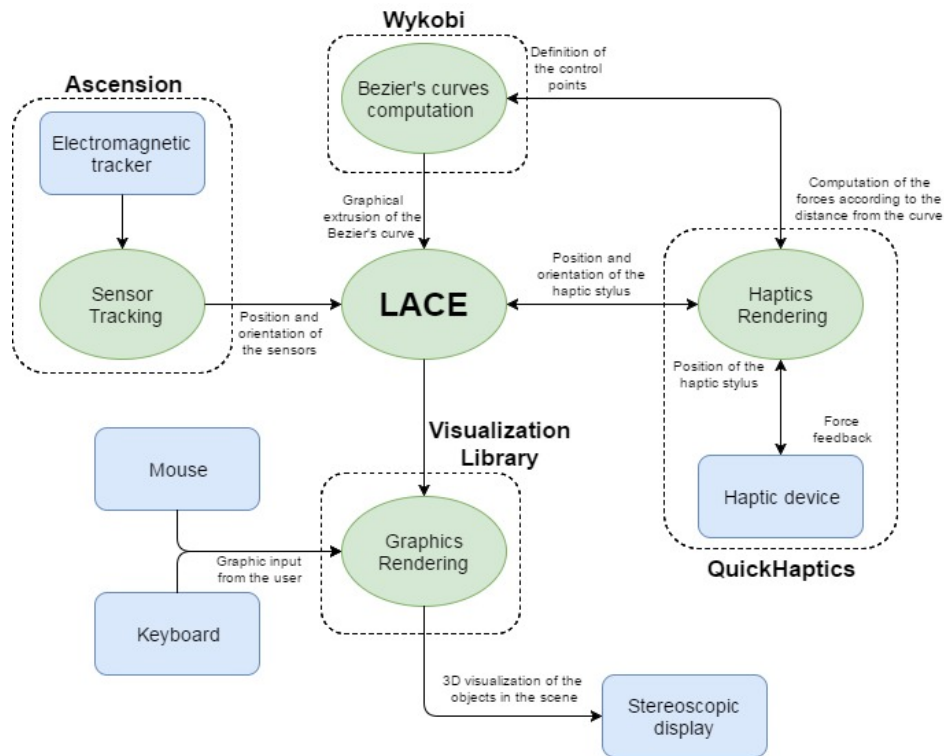 Wykobi
Bezier's curves
computation
Definition of
the control
points
Ascension
Electromagnetic
tracker
Graphical
extrusion of the
Bezier's curve
Computation of the
forces according to the
distance from the curve
Sensor
Tracking
Position and
orientation of
the sensors
LACE
Position and
orientation of the
haptic stylus
Haptics
Rendering
Position of the
haptic stylus
Force
feedback
Haptic device
QuickHaptics
Visualization
Library
Mouse
Graphic input
from the user
Graphics
Rendering
Keyboard
3D visualization of the
objects in the scene
Stereoscopic
display